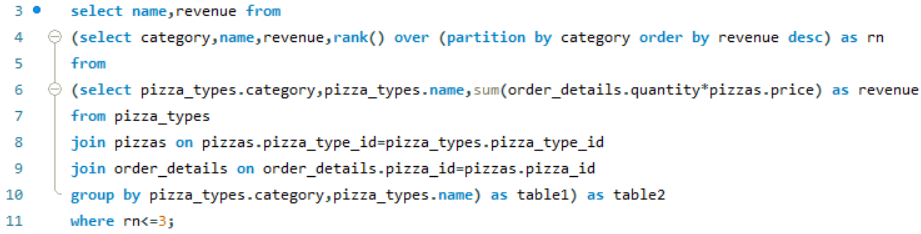 3 select name,revenue from
4 (select category,name,revenue,rank() over (partition by category order by revenue desc) as rn
5 from
6 (select pizza_types.category,pizza_types.name,sum(order_details.quantity*pizzas.price) as revenue
7 from pizza_types
8 join pizzas on pizzas.pizza_type_id=pizza_types.pizza_type_id
9 join order_details on order_details.pizza_id=pizzas.pizza_id
10 group by pizza_types.category,pizza_types.name) as table1) as table2
11 where rn<=3;